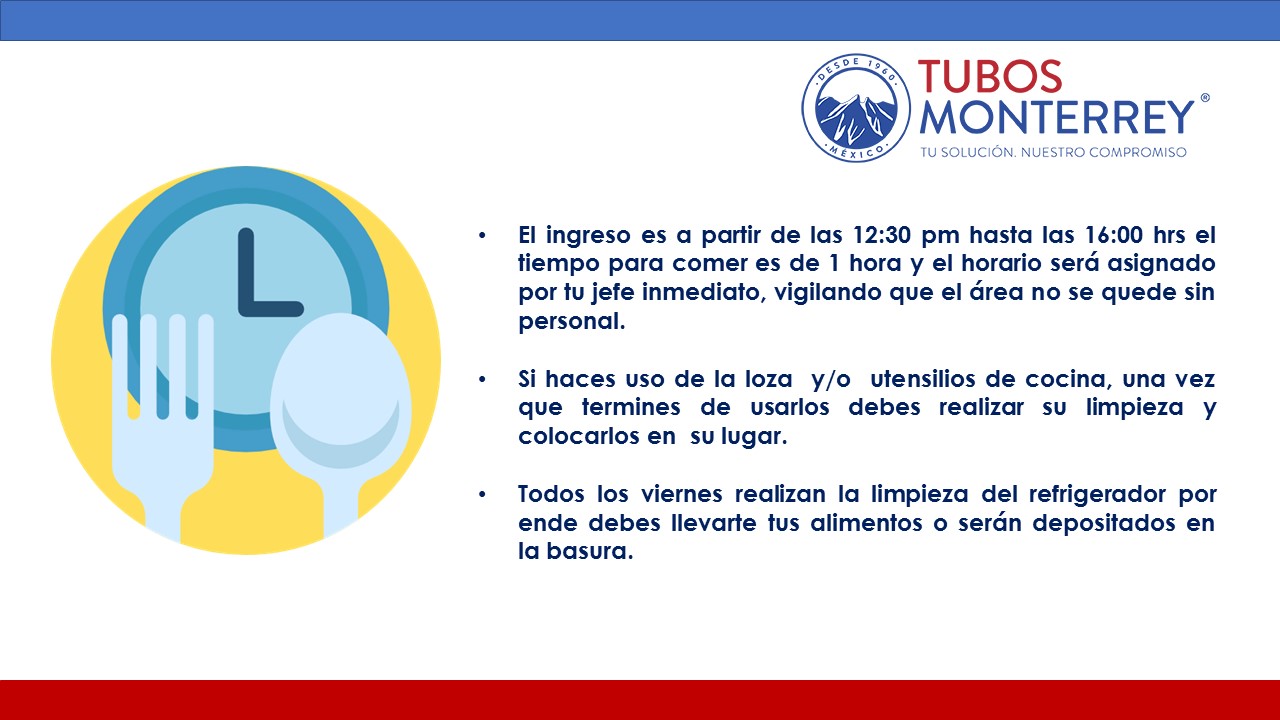 DESDE 1960
MÉXICO
TUBOS
MONTERREY ®
TU SOLUCIÓN. NUESTRO COMPROMISO
• El ingreso es a partir de las 12:30 pm hasta las 16:00 hrs el
tiempo para comer es de 1 hora y el horario será asignado
por tu jefe inmediato, vigilando que el área no se quede sin
personal.
• Si haces uso de la loza  y/o  utensilios de cocina, una vez
que termines de usarlos debes realizar su limpieza y
colocarlos en  su lugar.
• Todos los viernes realizan la limpieza del refrigerador por
ende debes llevarte tus alimentos o serán depositados en
la basura.